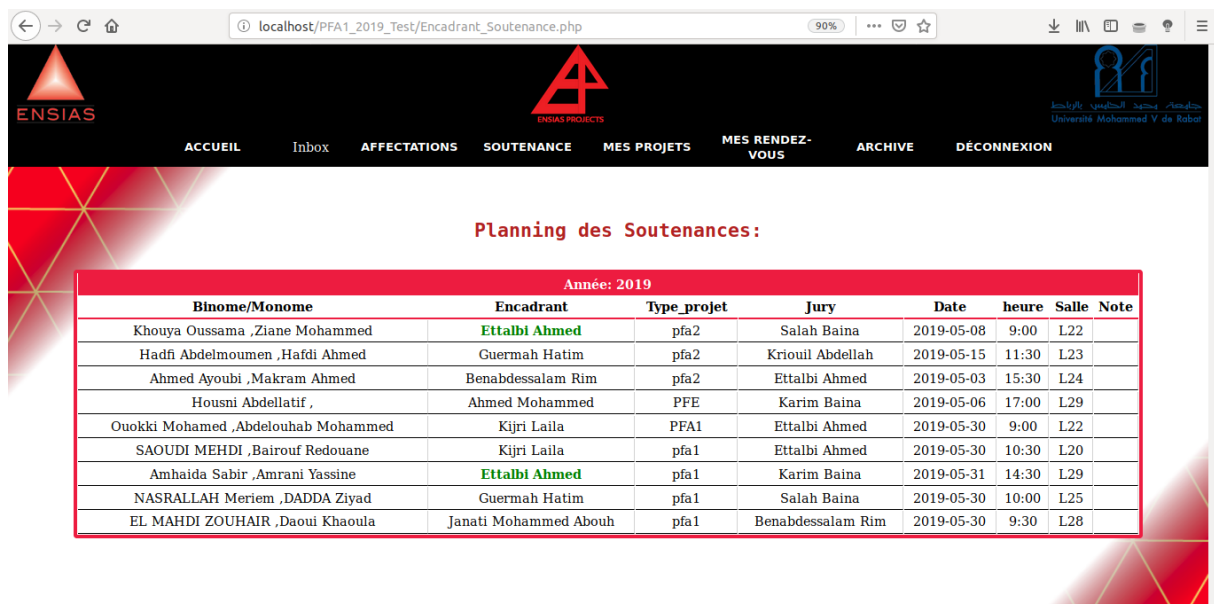 localhost/PFA1_2019_Test/Encadrant_Soutenance.php 90%
ENSIAS
ENSIAS PROJECTS
Université Mohammed V de Rabat
ACCUEIL Inbox AFFECTATIONS SOUTENANCE MES PROJETS MES RENDEZ-VOUS ARCHIVE DÉCONNEXION
Planning des Soutenances:
Année: 2019
Binome/Monome Encadrant Type_projet Jury Date heure Salle Note
Khouya Oussama ,Ziane Mohammed Ettalbi Ahmed pfa2 Salah Baina 2019-05-08 9:00 L22
Hadfi Abdelmoumen ,Hafdi Ahmed Guermah Hatim pfa2 Kriouil Abdellah 2019-05-15 11:30 L23
Ahmed Ayoubi ,Makram Ahmed Benabdessalam Rim pfa2 Ettalbi Ahmed 2019-05-03 15:30 L24
Housni Abdellatif , Ahmed Mohammed PFE Karim Baina 2019-05-06 17:00 L29
Ouokki Mohamed ,Abdelouhab Mohammed Kijri Laila PFA1 Ettalbi Ahmed 2019-05-30 9:00 L22
SAOUDI MEHDI ,Bairouf Redouane Kijri Laila pfa1 Ettalbi Ahmed 2019-05-30 10:30 L20
Amhaida Sabir ,Amrani Yassine Ettalbi Ahmed pfa1 Karim Baina 2019-05-31 14:30 L29
NASRALLAH Meriem ,DADDA Ziyad Guermah Hatim pfa1 Salah Baina 2019-05-30 10:00 L25
EL MAHDI ZOUHAIR ,Daoui Khaoula Janati Mohammed Abouh pfa1 Benabdessalam Rim 2019-05-30 9:30 L28